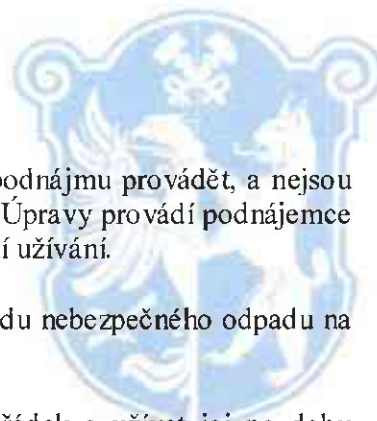 podnájmu provádět, a nejsou
Úpravy provádí podnájemce
í užívání.
du nebezpečného odpadu na